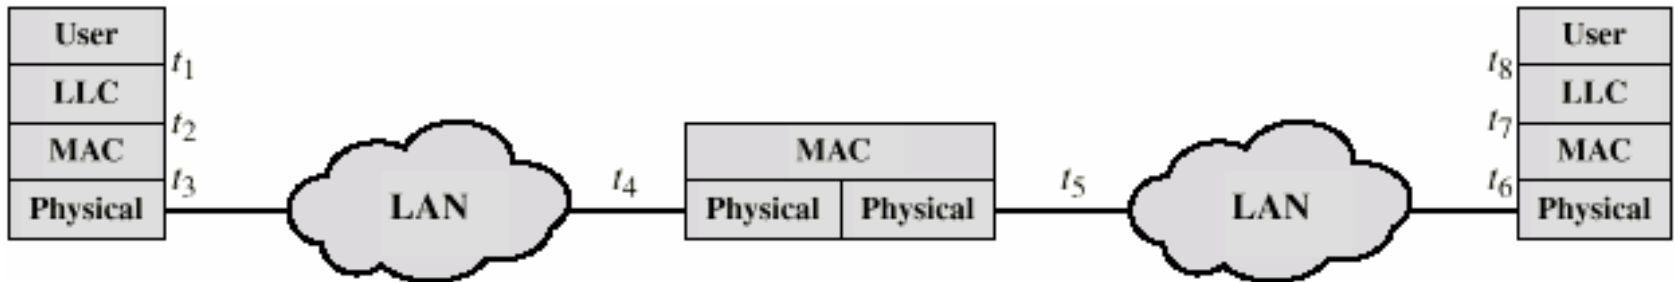 User
t1
LLC
t2
MAC
t3
Physical
LAN
t4
MAC
Physical Physical
t5
LAN
User
t8
LLC
t7
MAC
t6
Physical